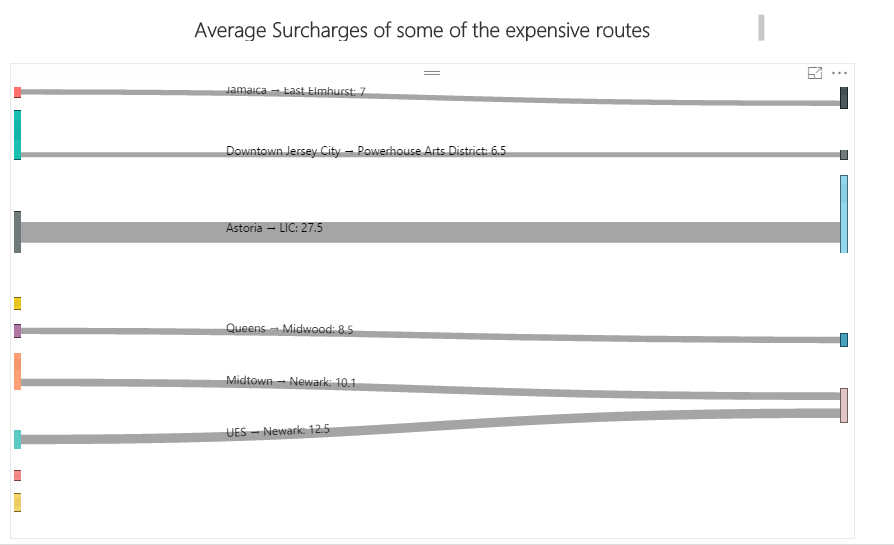 Average Surcharges of some of the expensive routes
Jamaica → East Elmhurst: 7
Downtown Jersey City → Powerhouse Arts District: 6.5
Astoria → LIC: 27.5
Queens → Midwood: 8.5
Midtown → Newark: 10.1
UES → Newark: 12.5